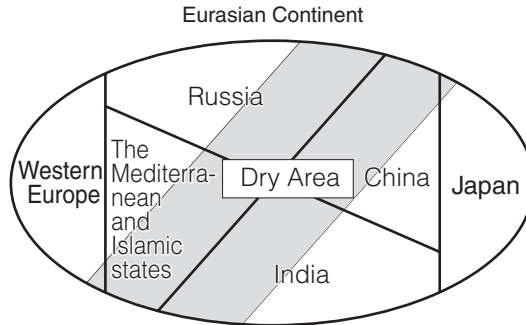 Eurasian Continent
Russia
Western
Europe
The
Mediterra-
nean
and
Islamic
states
Dry Area
China
Japan
India